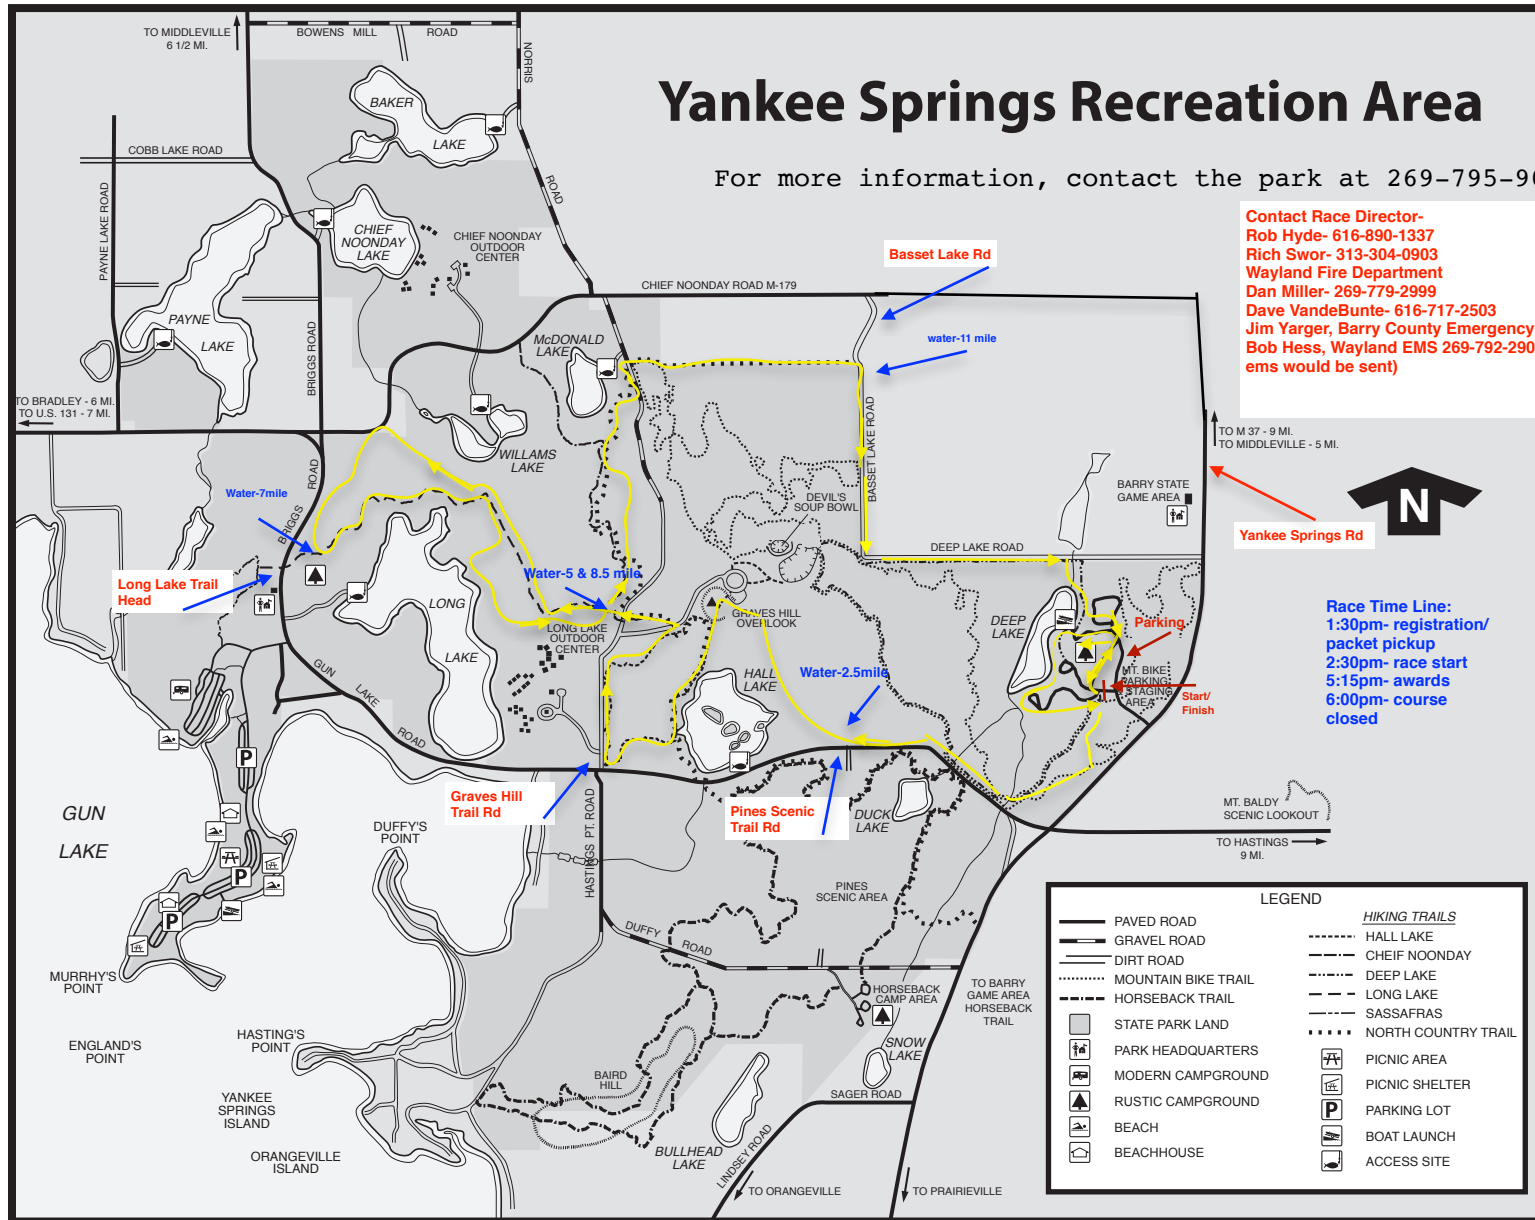 TO MIDDLEVILLE
6 1/2 MI.
BOWENS MILL ROAD
NORRIS
ROAD
Yankee Springs Recreation Area
For more information, contact the park at 269-795-90
BAKER
LAKE
COBB LAKE ROAD
PAYNE LAKE ROAD
CHIEF
NOONDAY
LAKE
CHIEF NOONDAY
OUTDOOR
CENTER
Contact Race Director-
Rob Hyde- 616-890-1337
Rich Swor- 313-304-0903
Wayland Fire Department
Dan Miller- 269-779-2999
Dave VandeBunte- 616-717-2503
Jim Yarger, Barry County Emergency
Bob Hess, Wayland EMS 269-792-290
ems would be sent)
Basset Lake Rd
CHIEF NOONDAY ROAD M-179
PAYNE
LAKE
BRIGGS ROAD
McDONALD
LAKE
water-11 mile
TO BRADLEY - 6 MI.
TO U.S. 131 - 7 MI.
BASSET LAKE ROAD
TO M 37 - 9 MI.
TO MIDDLEVILLE - 5 MI.
WILLAMS
LAKE
BRIGGS
ROAD
Water-7mile
DEVIL'S
SOUP BOWL
BARRY STATE
GAME AREA
N
Yankee Springs Rd
DEEP LAKE ROAD
Long Lake Trail
Head
Water-5 & 8.5 mile
LONG
LAKE
LONG LAKE
OUTDOOR
CENTER
GRAVES HILL
OVERLOOK
DEEP
LAKE
Parking
Race Time Line:
1:30pm- registration/
packet pickup
2:30pm- race start
5:15pm- awards
6:00pm- course
closed
GUN
LAKE
ROAD
HALL
LAKE
Water-2.5mile
MT. BIKE
PARKING
STAGING
AREA
Start/
Finish
P
Graves Hill
Trail Rd
Pines Scenic
Trail Rd
DUCK
LAKE
MT. BALDY
SCENIC LOOKOUT
TO HASTINGS
9 MI.
GUN
LAKE
DUFFY'S
POINT
HASTINGS PT. ROAD
P
P
PINES
SCENIC AREA
DUFFY
ROAD
MURRHY'S
POINT
HORSEBACK
CAMP AREA
TO BARRY
GAME AREA
HORSEBACK
TRAIL
ENGLAND'S
POINT
HASTING'S
POINT
SNOW
LAKE
BAIRD
HILL
SAGER ROAD
YANKEE
SPRINGS
ISLAND
ORANGEVILLE
ISLAND
BULLHEAD
LAKE
LINDSEY ROAD
TO ORANGEVILLE
TO PRAIRIEVILLE
LEGEND
PAVED ROAD
GRAVEL ROAD
DIRT ROAD
MOUNTAIN BIKE TRAIL
HORSEBACK TRAIL
STATE PARK LAND
PARK HEADQUARTERS
MODERN CAMPGROUND
RUSTIC CAMPGROUND
BEACH
BEACHHOUSE
HIKING TRAILS
HALL LAKE
CHEIF NOONDAY
DEEP LAKE
LONG LAKE
SASSAFRAS
NORTH COUNTRY TRAIL
PICNIC AREA
PICNIC SHELTER
P PARKING LOT
BOAT LAUNCH
ACCESS SITE